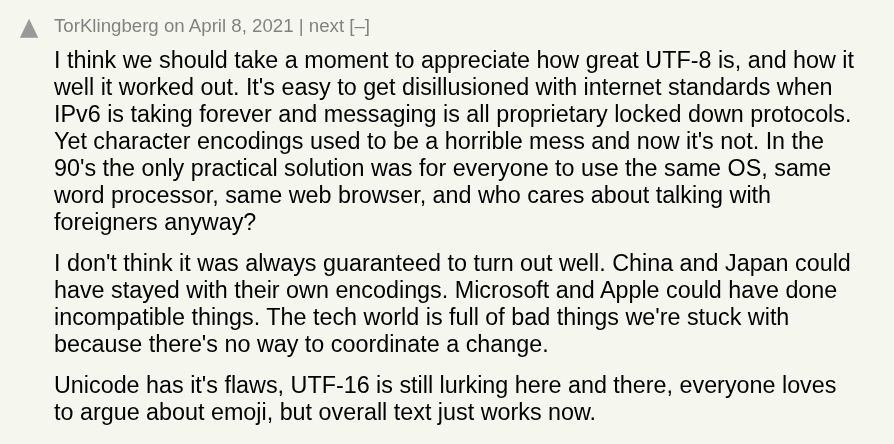 TorKlingberg on April 8, 2021 | next [–]
I think we should take a moment to appreciate how great UTF-8 is, and how it
well it worked out. It's easy to get disillusioned with internet standards when
IPv6 is taking forever and messaging is all proprietary locked down protocols.
Yet character encodings used to be a horrible mess and now it's not. In the
90's the only practical solution was for everyone to use the same OS, same
word processor, same web browser, and who cares about talking with
foreigners anyway?
I don't think it was always guaranteed to turn out well. China and Japan could
have stayed with their own encodings. Microsoft and Apple could have done
incompatible things. The tech world is full of bad things we're stuck with
because there's no way to coordinate a change.
Unicode has it's flaws, UTF-16 is still lurking here and there, everyone loves
to argue about emoji, but overall text just works now.